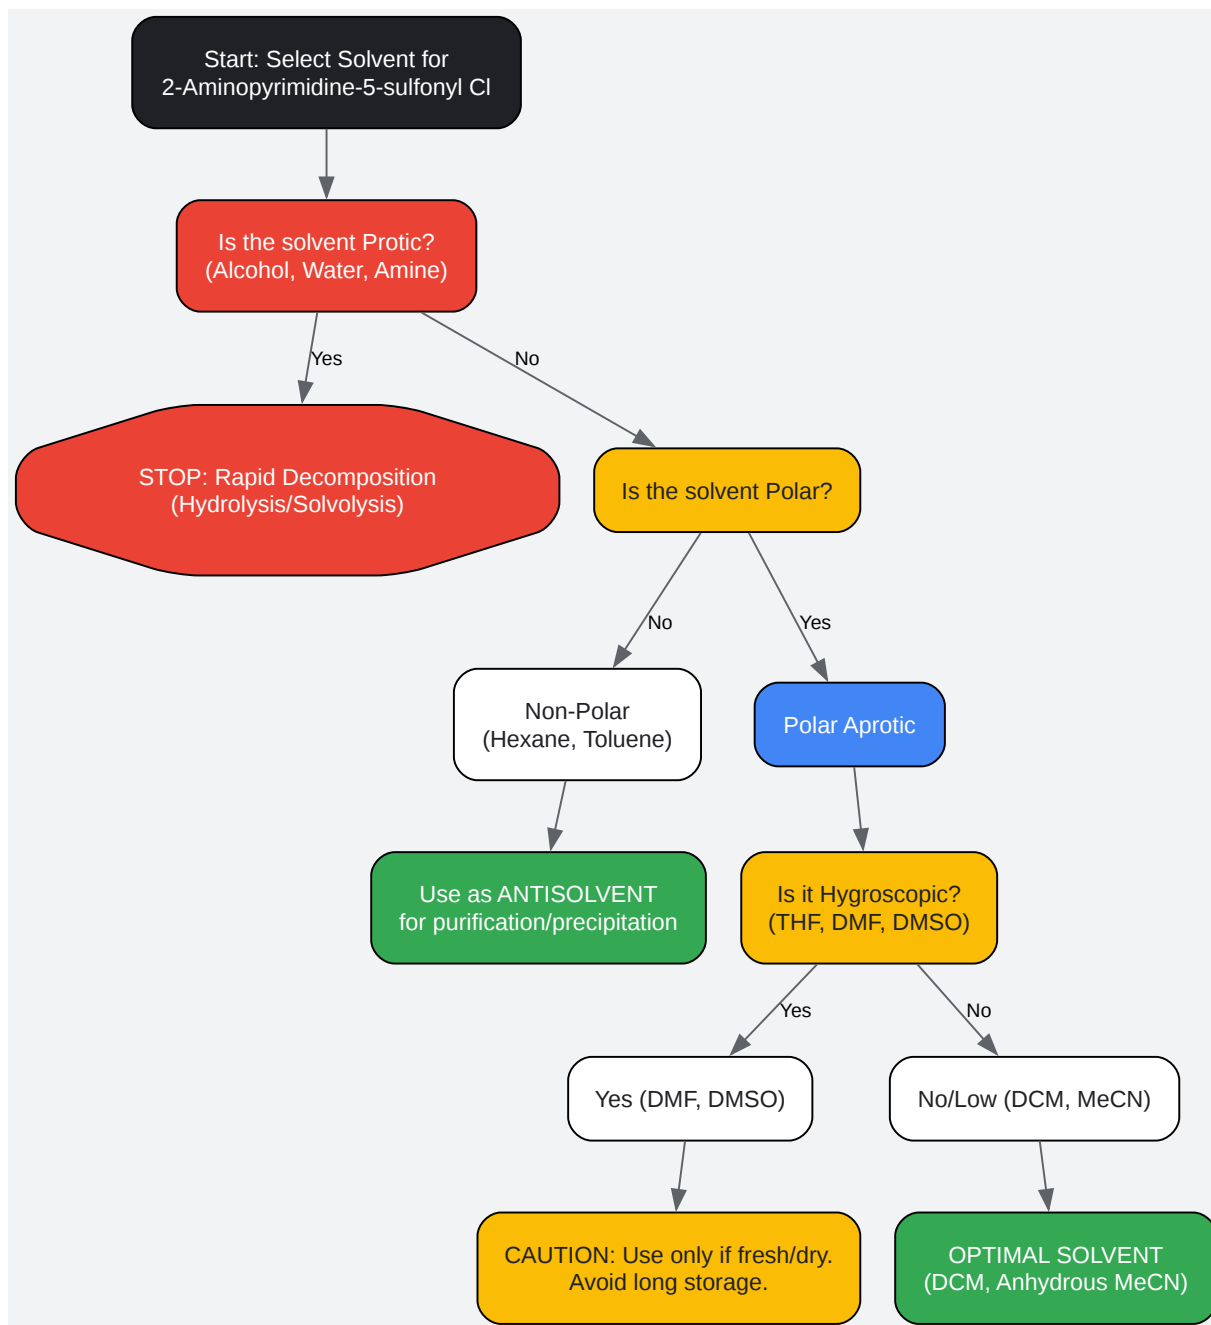 Start: Select Solvent for
2-Aminopyrimidine-5-sulfonyl Cl
Is the solvent Protic?
(Alcohol, Water, Amine)
Yes
No
STOP: Rapid Decomposition
(Hydrolysis/Solvolysis)
Is the solvent Polar?
No
Yes
Non-Polar
(Hexane, Toluene)
Polar Aprotic
Use as ANTISOLVENT
for purification/precipitation
Is it Hygroscopic?
(THF, DMF, DMSO)
Yes
No
Yes (DMF, DMSO)
No/Low (DCM, MeCN)
CAUTION: Use only if fresh/dry.
Avoid long storage.
OPTIMAL SOLVENT
(DCM, Anhydrous MeCN)